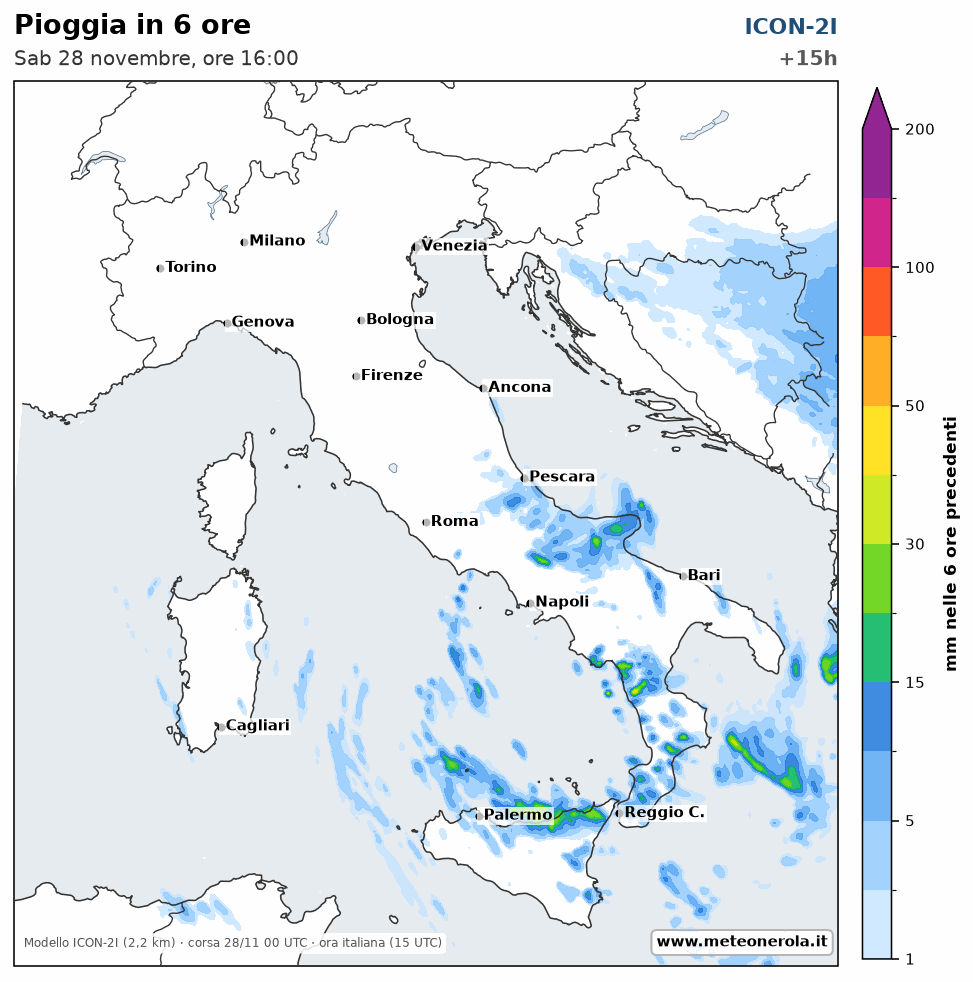 Pioggia in 6 ore
ICON-2I
Sab 28 novembre, ore 16:00
+15h
200
100
50
30
15
5
1
mm nelle 6 ore precedenti
Milano
Venezia
Torino
Genova
Bologna
Firenze
Ancona
Pescara
Roma
Bari
Napoli
Cagliari
Palermo
Reggio C.
Modello ICON-2I (2,2 km) · corsa 28/11 00 UTC · ora italiana (15 UTC)
www.meteonerola.it